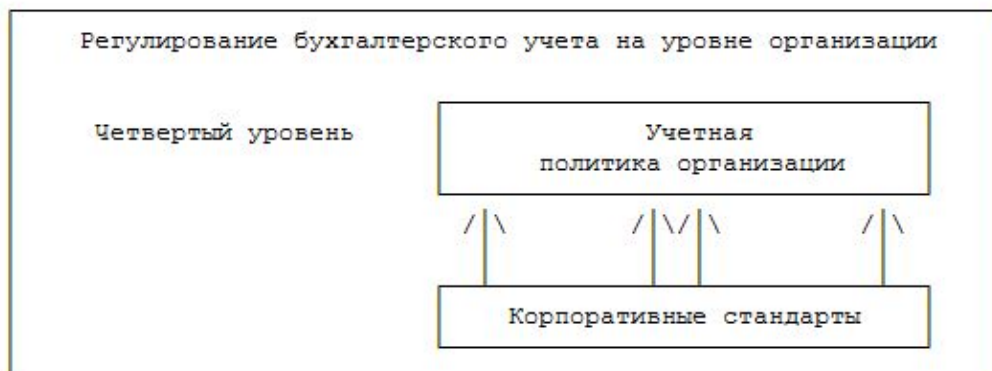 Регулирование бухгалтерского учета на уровне организации
Четвертый уровень
Учетная
политика организации
Корпоративные стандарты